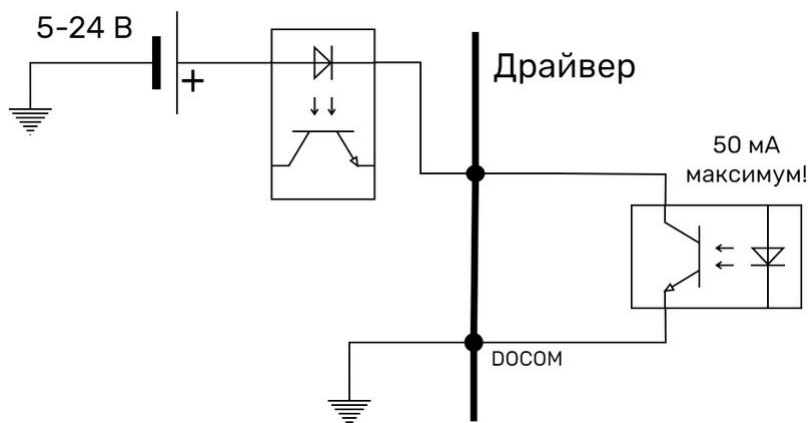 5-24 В
+
Драйвер
50 мА
максимум!
DOCOM